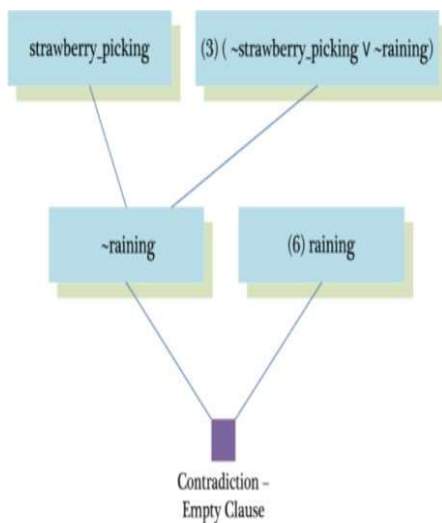 strawberry_picking
(3) ( ~strawberry_picking ∨ ~raining)
~raining
(6) raining
Contradiction –
Empty Clause